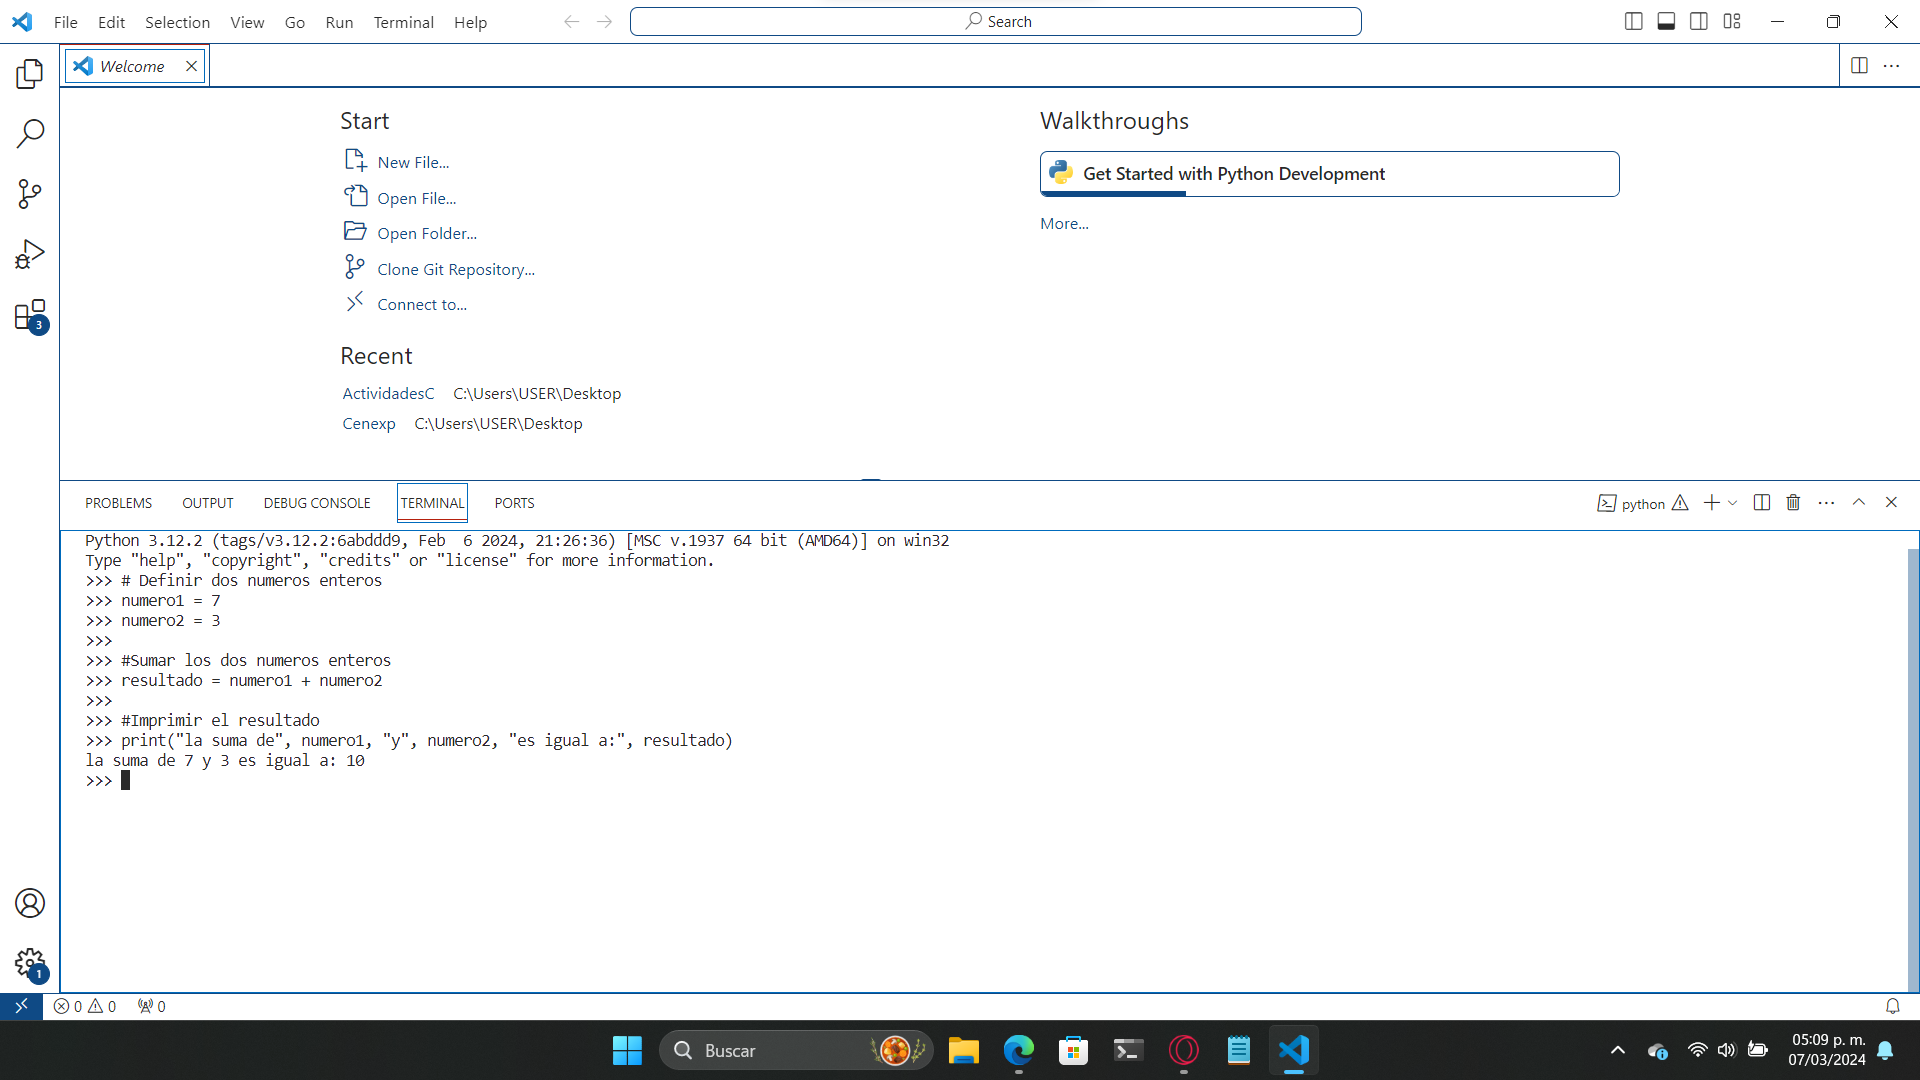 File Edit Selection View Go Run Terminal Help
Search
Welcome
Start
New File...
Open File...
Open Folder...
Clone Git Repository...
Connect to...
Recent
ActividadesC C:\Users\USER\Desktop
Cenexp C:\Users\USER\Desktop
Walkthroughs
Get Started with Python Development
More...
3
PROBLEMS OUTPUT DEBUG CONSOLE TERMINAL PORTS
python
Python 3.12.2 (tags/v3.12.2:6abddd9, Feb  6 2024, 21:26:36) [MSC v.1937 64 bit (AMD64)] on win32
Type "help", "copyright", "credits" or "license" for more information.
>>> # Definir dos numeros enteros
>>> numero1 = 7
>>> numero2 = 3
>>>
>>> #Sumar los dos numeros enteros
>>> resultado = numero1 + numero2
>>>
>>> #Imprimir el resultado
>>> print("la suma de", numero1, "y", numero2, "es igual a:", resultado)
la suma de 7 y 3 es igual a: 10
>>>
1
0 0 0
Buscar
05:09 p. m.
07/03/2024